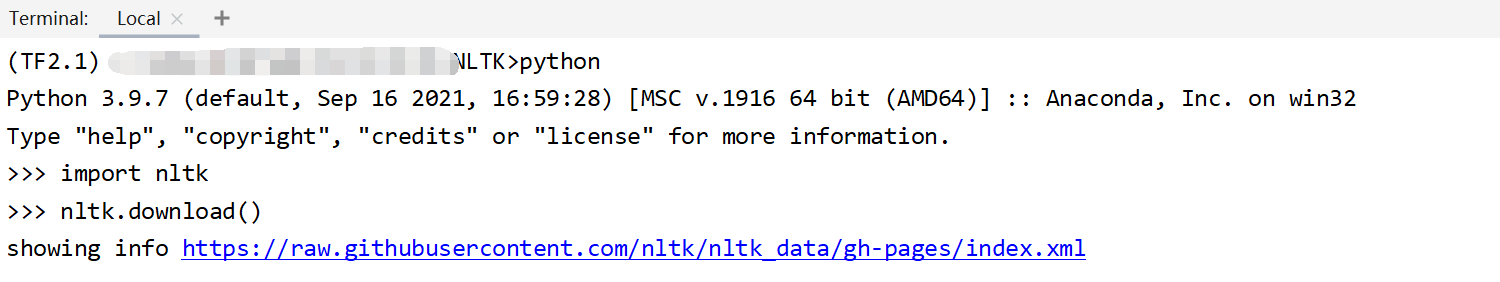 Terminal: Local × +
(TF2.1) NLTK>python
Python 3.9.7 (default, Sep 16 2021, 16:59:28) [MSC v.1916 64 bit (AMD64)] :: Anaconda, Inc. on win32
Type "help", "copyright", "credits" or "license" for more information.
>>> import nltk
>>> nltk.download()
showing info https://raw.githubusercontent.com/nltk/nltk_data/gh-pages/index.xml